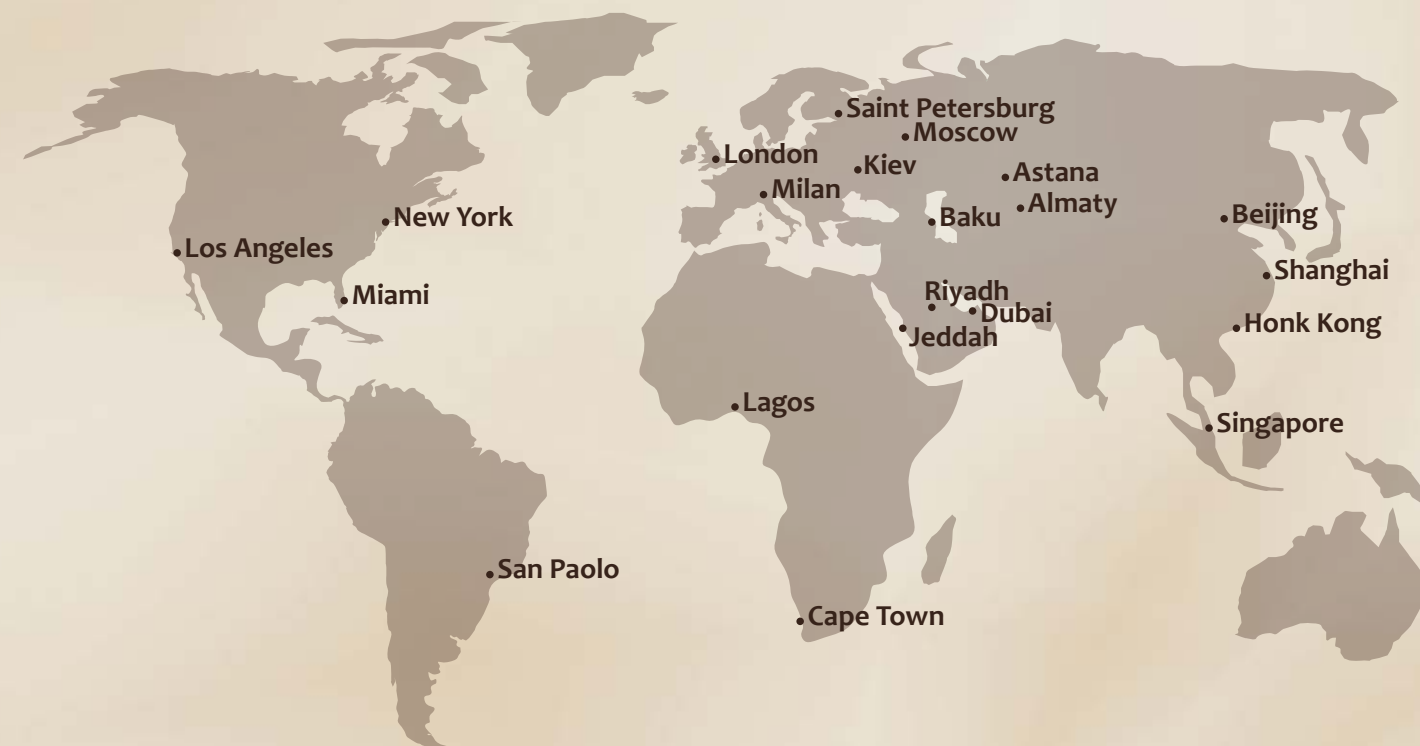 Saint Petersburg
Moscow
London
Kiev
Astana
Milan
Almaty
New York
Baku
Beijing
Los Angeles
Shanghai
Miami
Riyadh
Dubai
Honk Kong
Jeddah
Lagos
Singapore
San Paolo
Cape Town